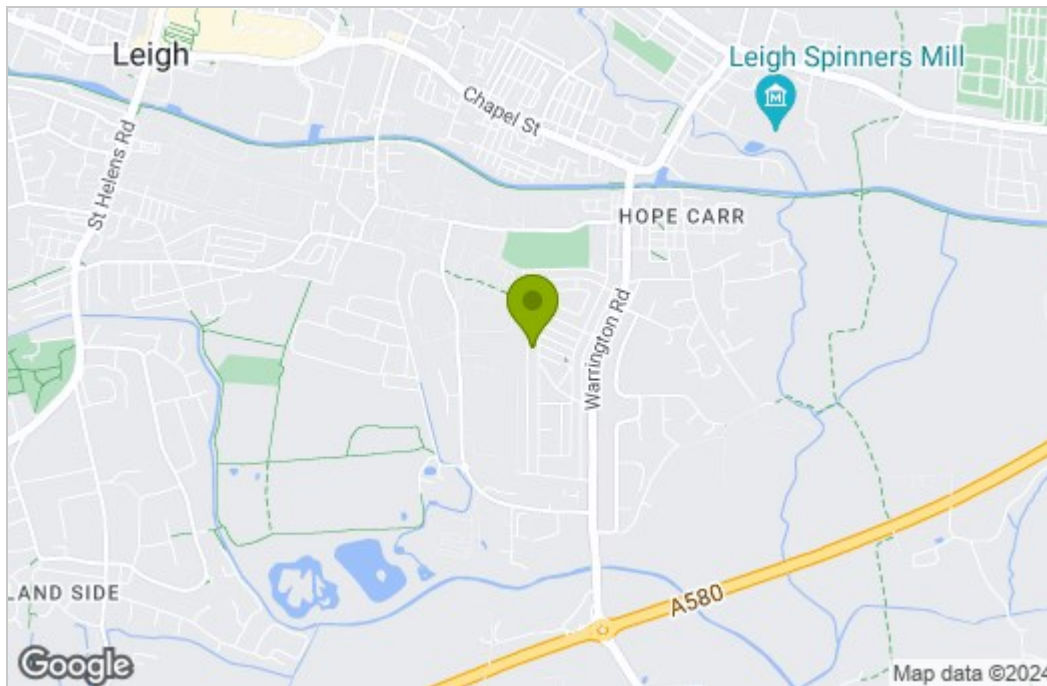 Leigh
Leigh Spinners Mill
M
Chapel St
St Helens Rd
HOPE CARR
Warrington Rd
LAND SIDE
A580
Google
Map data ©2024